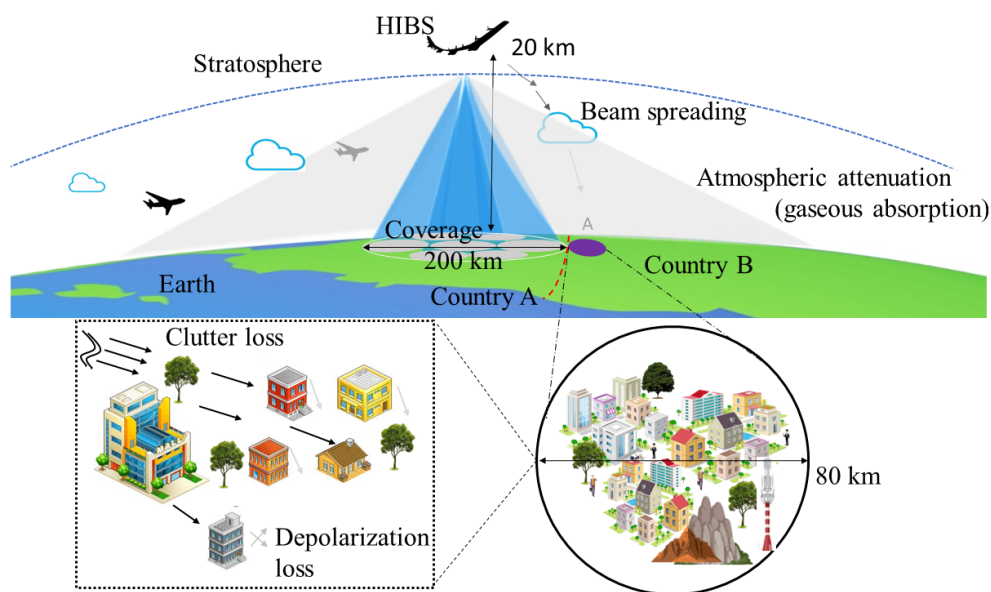 HIBS
20 km
Stratosphere
Beam spreading
Atmospheric attenuation
(gaseous absorption)
A
Coverage
200 km
Country B
Earth
Country A
Clutter loss
80 km
Depolarization
loss